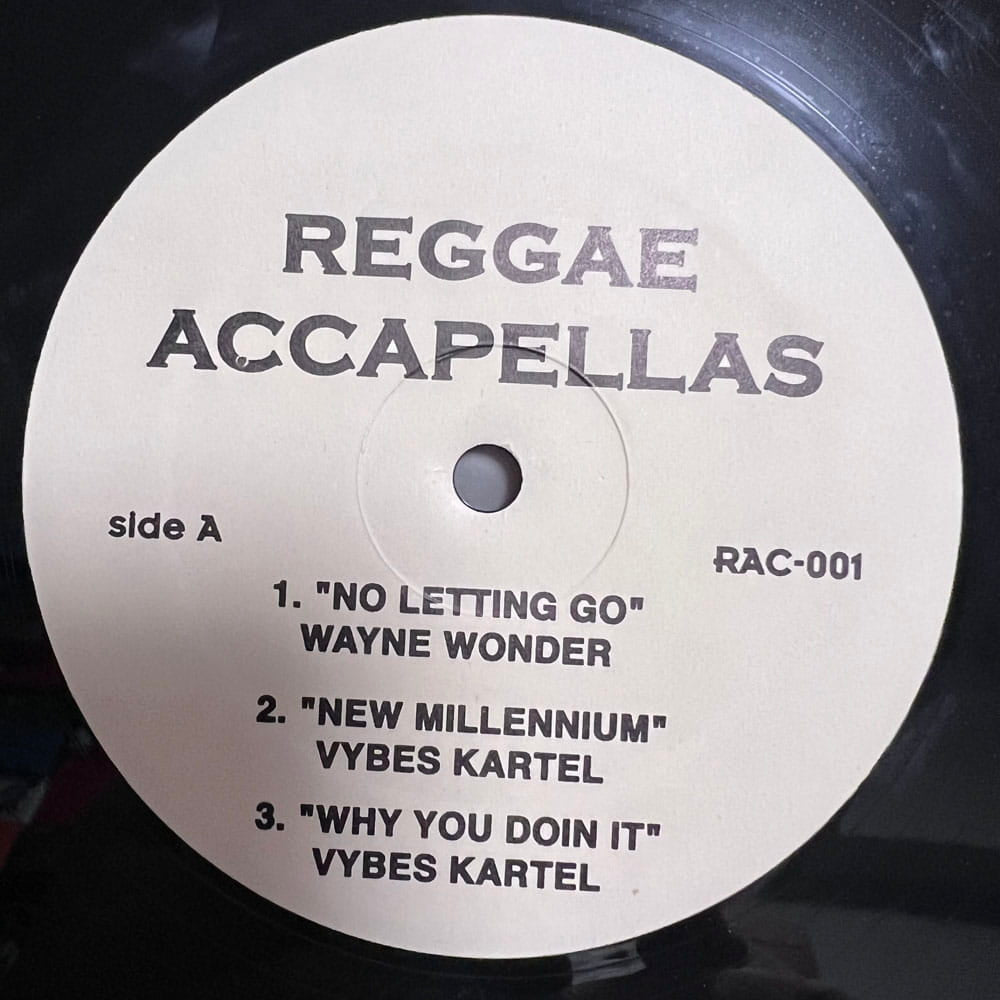 REGGAE
ACCAPELLAS
side A
RAC-001
1. "NO LETTING GO"
WAYNE WONDER
2. "NEW MILLENNIUM"
VYBES KARTEL
3. "WHY YOU DOIN IT"
VYBES KARTEL